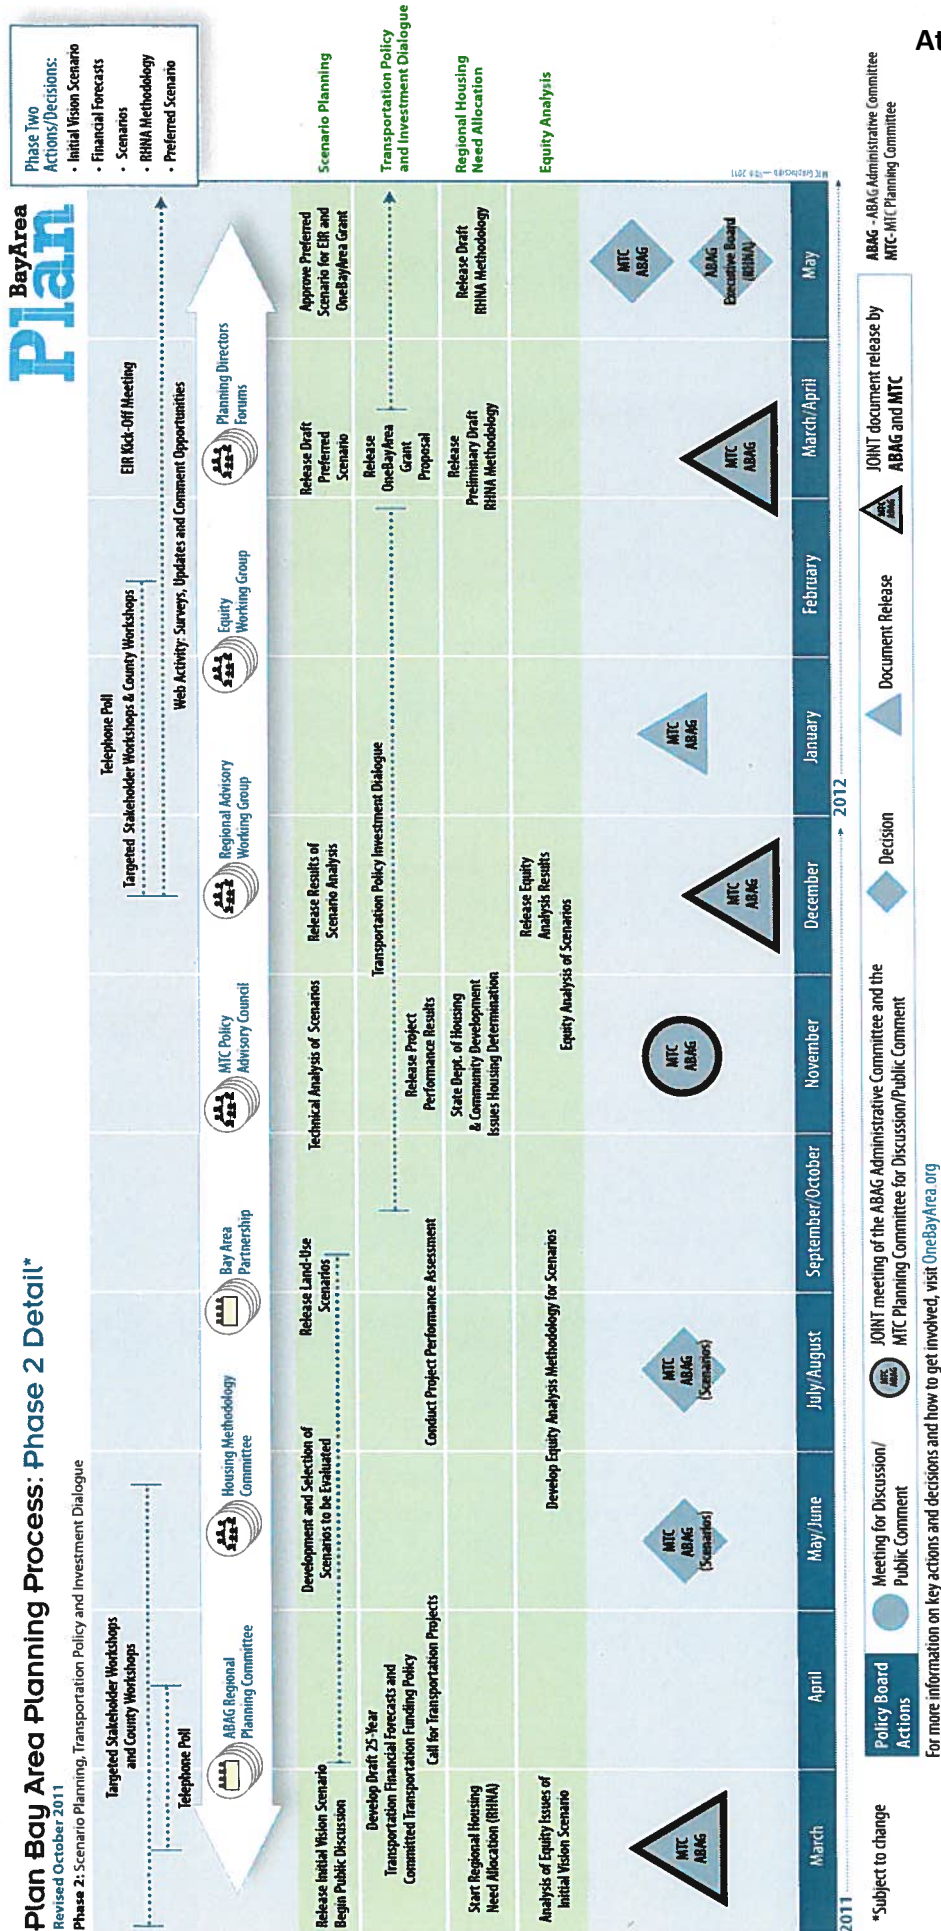 At
Plan Bay Area Planning Process: Phase 2 Detail*
Revised October 2011
Phase 2: Scenario Planning, Transportation Policy and Investment Dialogue
BayArea
Plan
Phase Two
Actions/Decisions:
• Initial Vision Scenario
• Financial Forecasts
• Scenarios
• RHNA Methodology
• Preferred Scenario
Targeted Stakeholder Workshops
and County Workshops
Telephone Poll
Telephone Poll
Targeted Stakeholder Workshops & County Workshops
Web Activity: Surveys, Updates and Comment Opportunities
EIR Kick-Off Meeting
ABAG Regional
Planning Committee
Housing Methodology
Committee
Bay Area
Partnership
MTC Policy
Advisory Council
Regional Advisory
Working Group
Equity
Working Group
Planning Directors
Forums
Release Initial Vision Scenario
Begin Public Discussion
Development and Selection of
Scenarios to be Evaluated
Release Land-Use
Scenarios
Technical Analysis of Scenarios
Release Results of
Scenario Analysis
Release Draft
Preferred
Scenario
Approve Preferred
Scenario for EIR and
OneBayArea Grant
Scenario Planning
Develop Draft 25-Year
Transportation Financial Forecasts and
Committed Transportation Funding Policy
Call for Transportation Projects
Conduct Project Performance Assessment
Transportation Policy Investment Dialogue
Release Project
Performance Results
Release
OneBayArea
Grant
Proposal
Transportation Policy
and Investment Dialogue
Start Regional Housing
Need Allocation (RHNA)
State Dept. of Housing
& Community Development
Issues Housing Determination
Release
Preliminary Draft
RHNA Methodology
Release Draft
RHNA Methodology
Regional Housing
Need Allocation
Analysis of Equity Issues of
Initial Vision Scenario
Develop Equity Analysis Methodology for Scenarios
Release Equity
Analysis Results
Equity Analysis of Scenarios
Equity Analysis
MTC
ABAG
MTC
ABAG
(Scenarios)
MTC
ABAG
(Scenarios)
MTC
ABAG
MTC
ABAG
MTC
ABAG
MTC
ABAG
MTC
ABAG
ABAG
Executive Board
(RHNA)
March
April
May/June
July/August
September/October
November
December
January
February
March/April
May
2011
2012
*Subject to change
Policy Board
Actions
Meeting for Discussion/
Public Comment
MTC
ABAG
JOINT meeting of the ABAG Administrative Committee and the
MTC Planning Committee for Discussion/Public Comment
Decision
Document Release
MTC
ABAG
JOINT document release by
ABAG and MTC
ABAG - ABAG Administrative Committee
MTC- MTC Planning Committee
For more information on key actions and decisions and how to get involved, visit OneBayArea.org